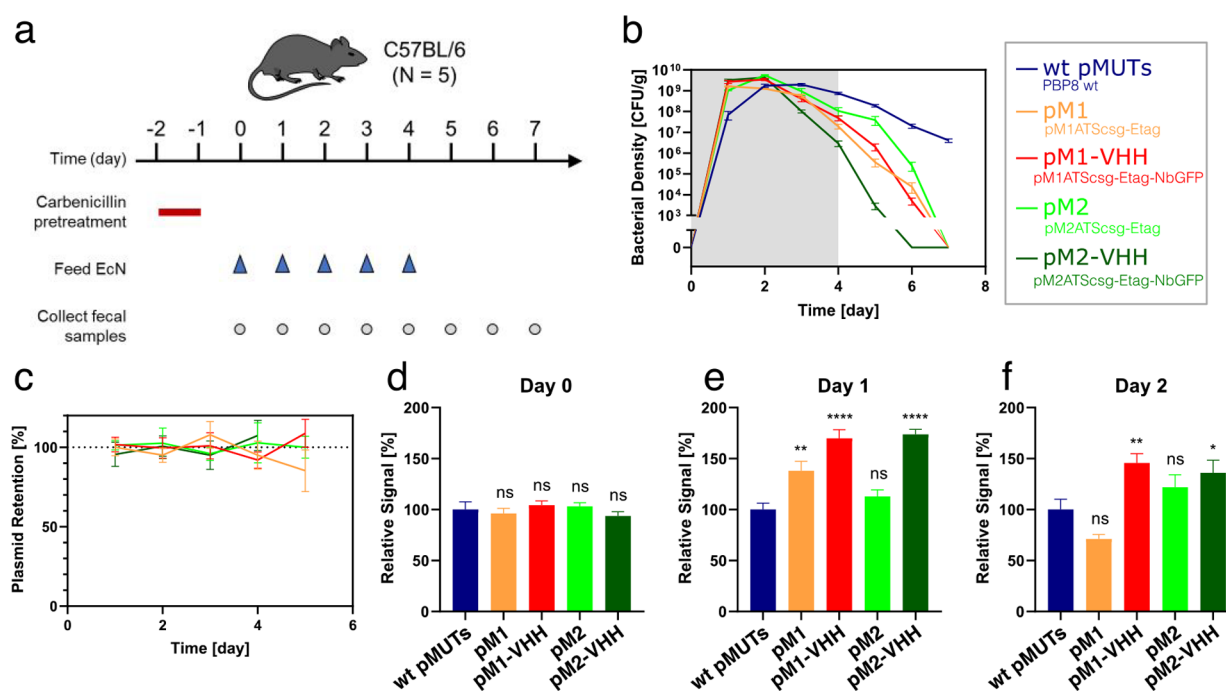 a
C57BL/6
(N = 5)
-2 -1 0 1 2 3 4 5 6 7
Time (day)
Carbenicillin
pretreatment
Feed EcN
Collect fecal
samples
b
Bacterial Density [CFU/g]
10^10
10^9
10^8
10^7
10^6
10^5
10^4
10^3
0
0 2 4 6 8
Time [day]
wt pMUTs
PBP8 wt
pM1
pM1ATScsg-Etag
pM1-VHH
pM1ATScsg-Etag-NbGFP
pM2
pM2ATScsg-Etag
pM2-VHH
pM2ATScsg-Etag-NbGFP
c
Plasmid Retention [%]
100
50
0
0 2 4 6
Time [day]
d
Day 0
Relative Signal [%]
200
150
100
50
0
ns ns ns ns
wt pMUTs pM1 pM1-VHH pM2 pM2-VHH
e
Day 1
Relative Signal [%]
200
150
100
50
0
** **** ns ****
wt pMUTs pM1 pM1-VHH pM2 pM2-VHH
f
Day 2
Relative Signal [%]
200
150
100
50
0
ns ** ns *
wt pMUTs pM1 pM1-VHH pM2 pM2-VHH